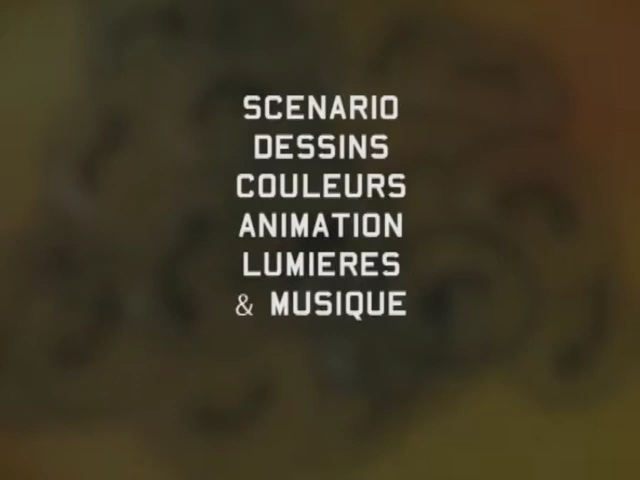 SCENARIO
DESSINS
COULEURS
ANIMATION
LUMIERES
& MUSIQUE